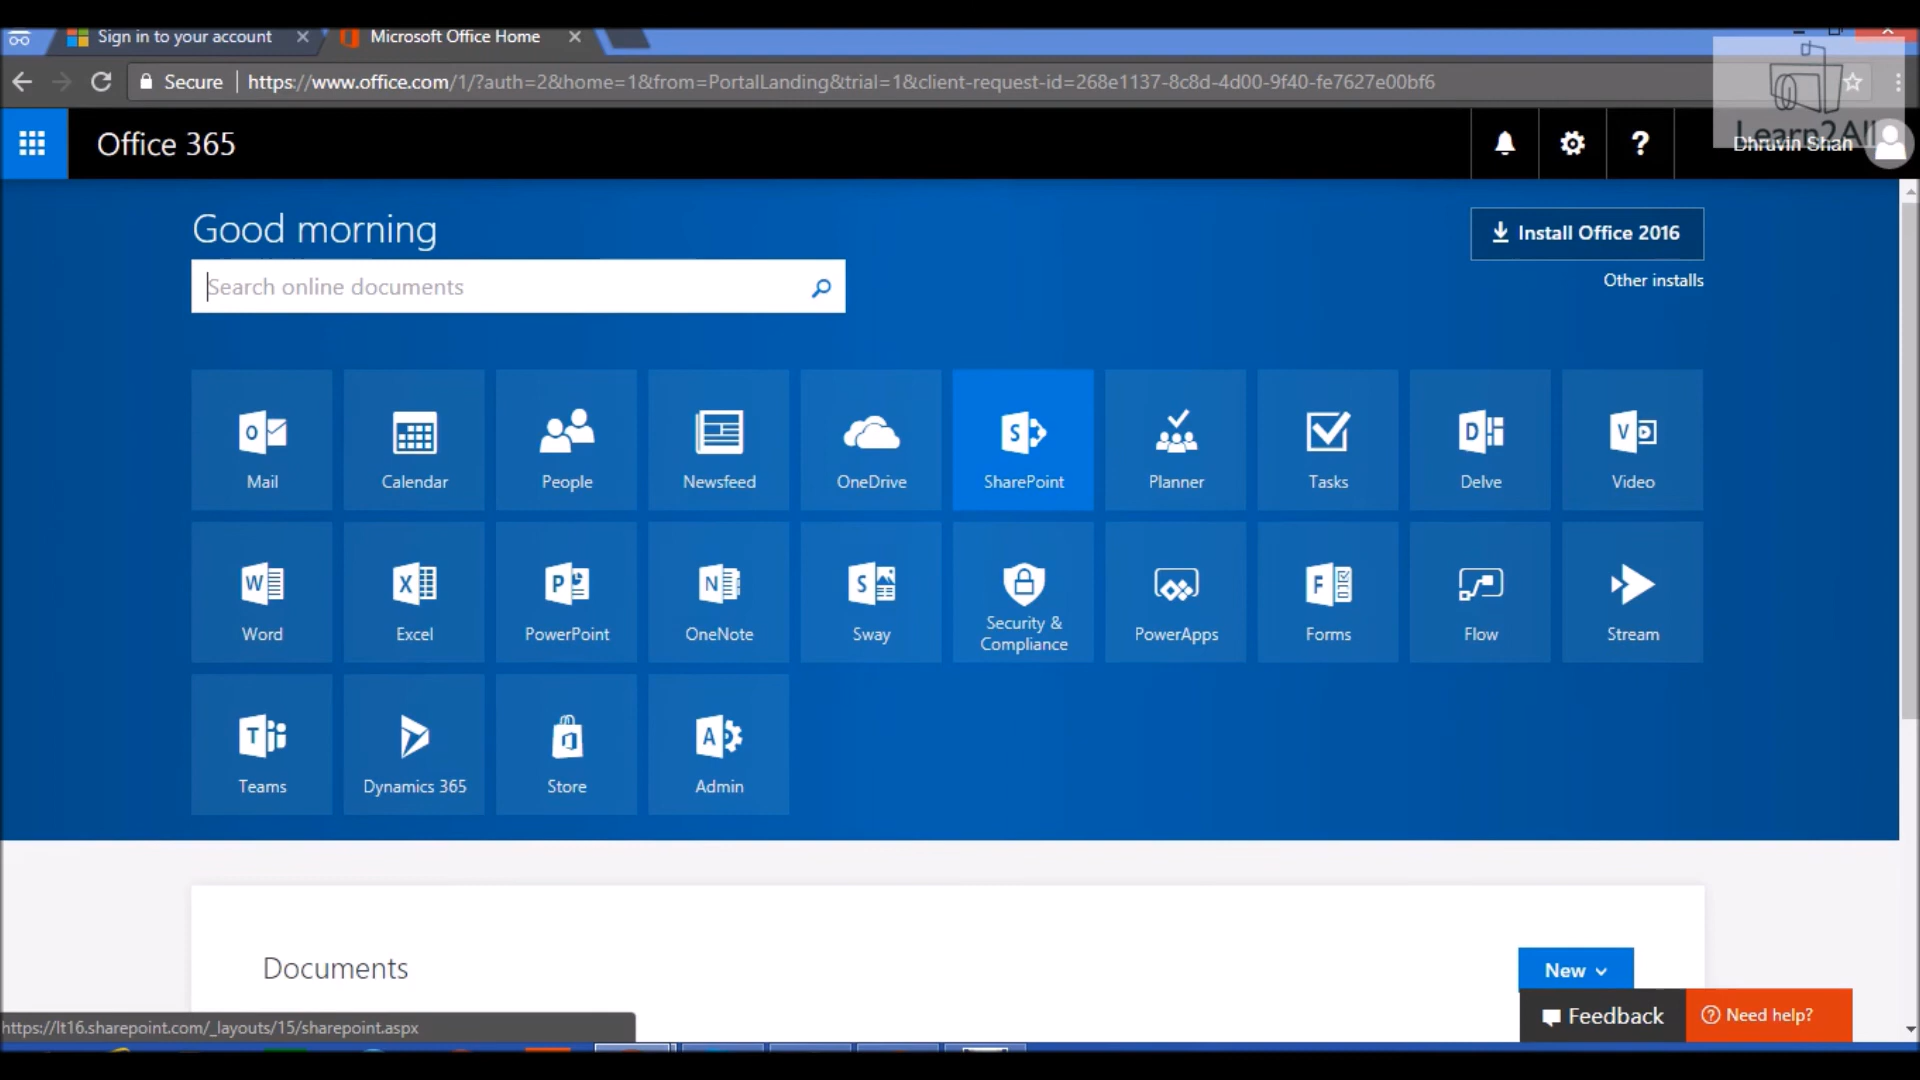 Sign in to your account
Microsoft Office Home
Secure
https://www.office.com/1/?auth=2&home=1&from=PortalLanding&trial=1&client-request-id=268e1137-8c8d-4d00-9f40-fe7627e00bf6
Office 365
?
Learn2All
Dhruvin Shah
Good morning
Install Office 2016
Search online documents
Other installs
Mail
Calendar
People
Newsfeed
OneDrive
SharePoint
Planner
Tasks
Delve
Video
Word
Excel
PowerPoint
OneNote
Sway
Security &
Compliance
PowerApps
Forms
Flow
Stream
Teams
Dynamics 365
Store
Admin
Documents
New
Feedback
Need help?
https://lt16.sharepoint.com/_layouts/15/sharepoint.aspx